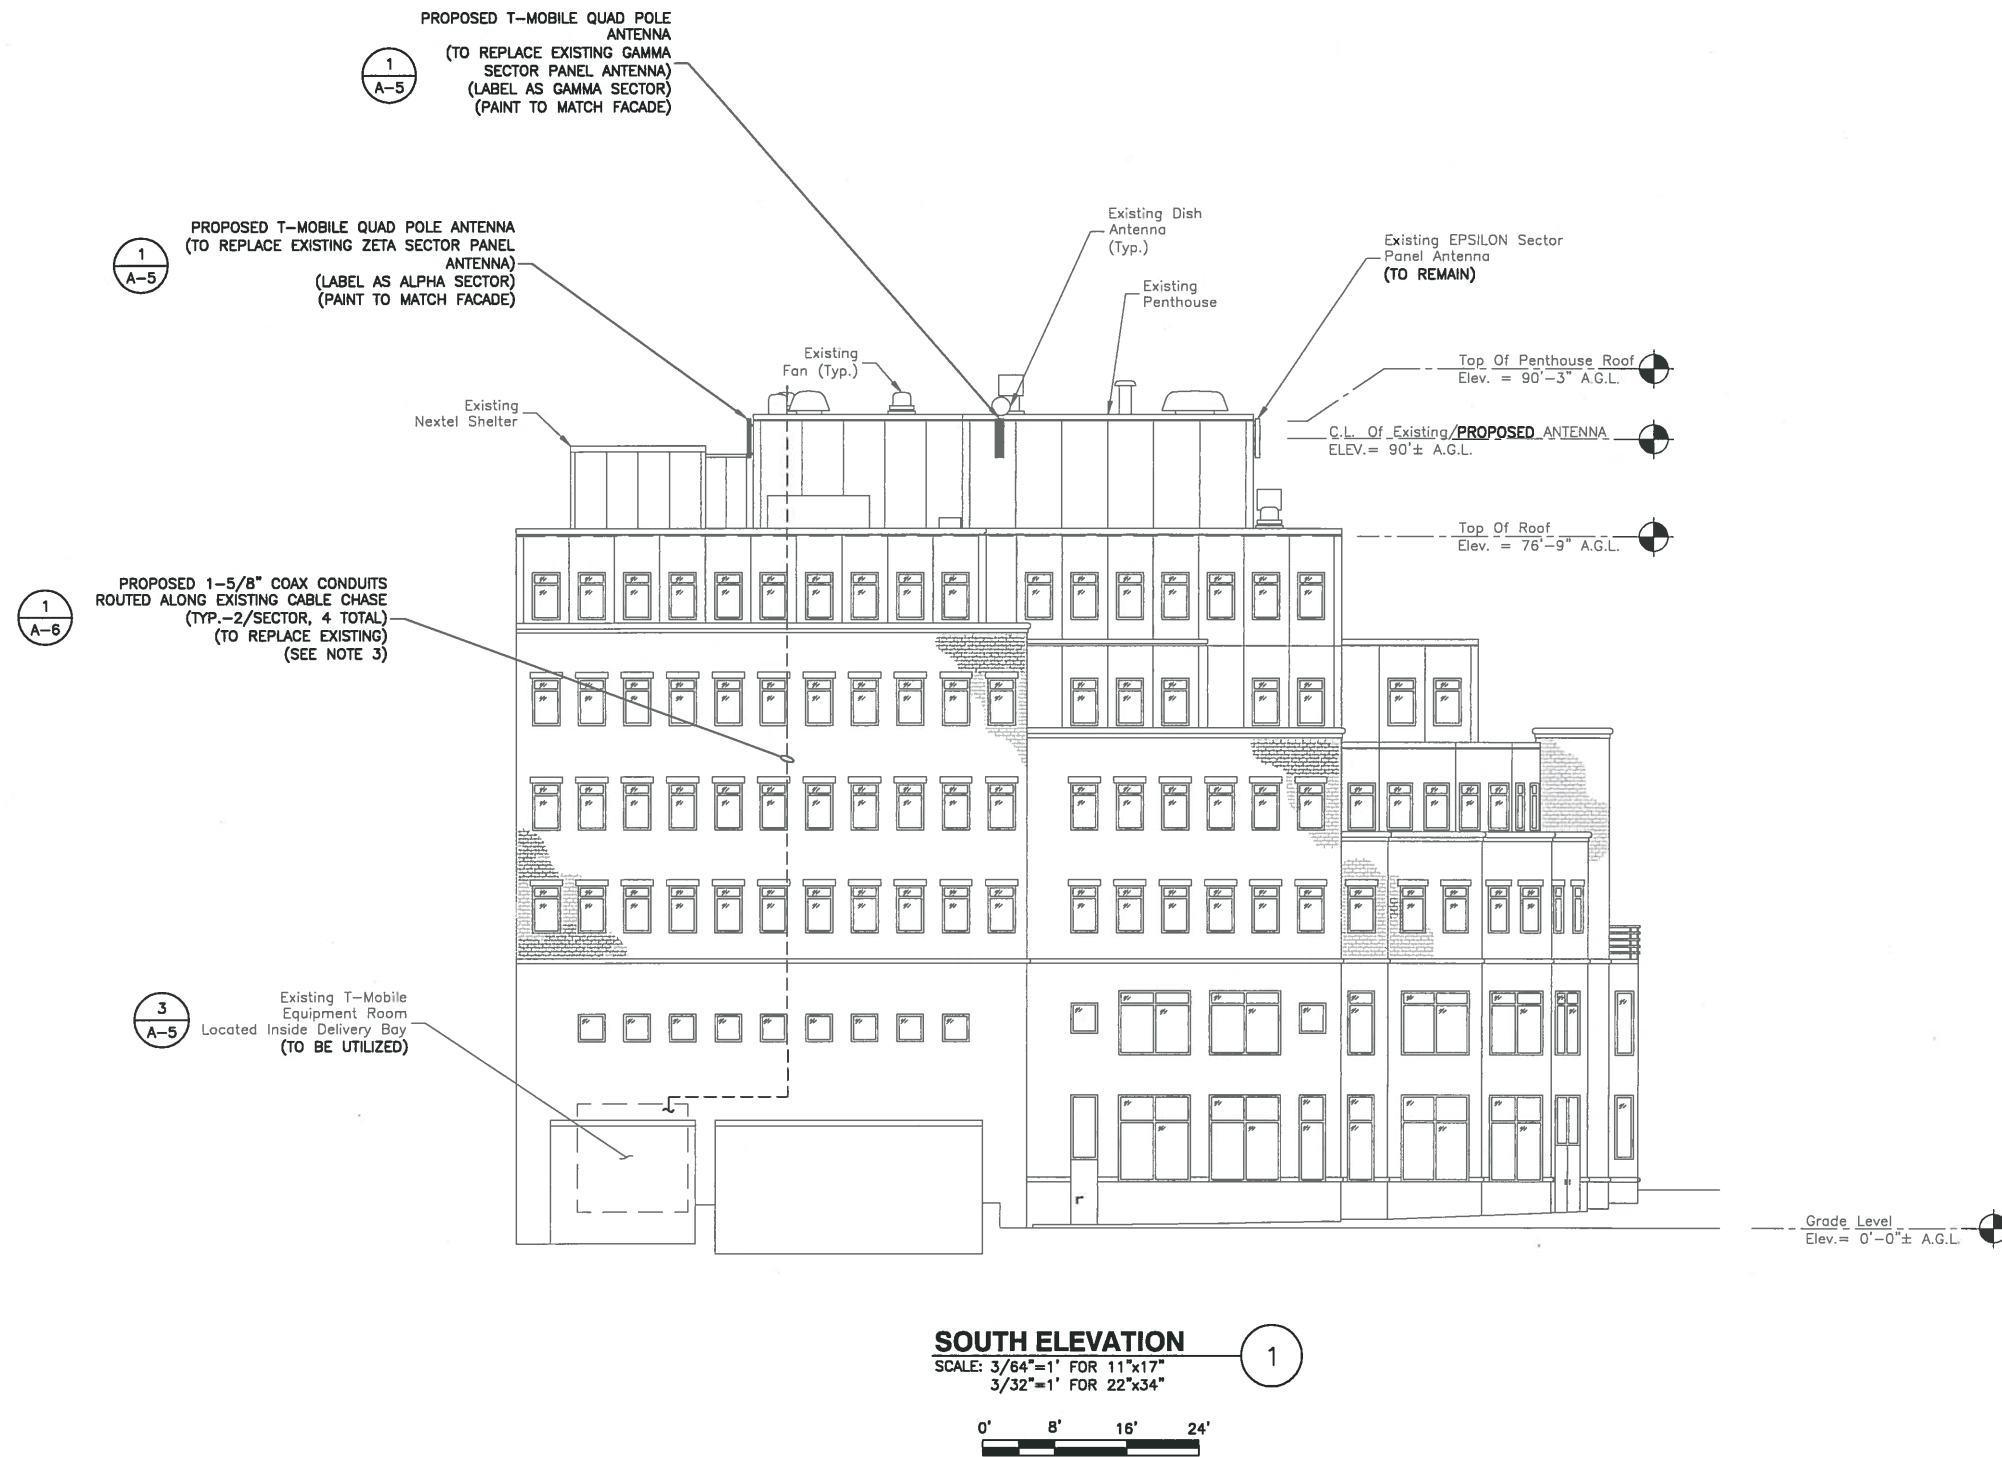 PROPOSED T-MOBILE QUAD POLE
ANTENNA
(TO REPLACE EXISTING GAMMA
SECTOR PANEL ANTENNA)
(LABEL AS GAMMA SECTOR)
(PAINT TO MATCH FACADE)
1
A-5
PROPOSED T-MOBILE QUAD POLE ANTENNA
(TO REPLACE EXISTING ZETA SECTOR PANEL
ANTENNA)
(LABEL AS ALPHA SECTOR)
(PAINT TO MATCH FACADE)
1
A-5
Existing Dish
Antenna
(Typ.)
Existing EPSILON Sector
Panel Antenna
(TO REMAIN)
Existing
Penthouse
Existing
Fan (Typ.)
Existing
Nextel Shelter
Top Of Penthouse Roof
Elev. = 90'-3" A.G.L.
C.L. Of Existing/PROPOSED ANTENNA
ELEV.= 90'± A.G.L.
Top Of Roof
Elev. = 76'-9" A.G.L.
PROPOSED 1-5/8" COAX CONDUITS
ROUTED ALONG EXISTING CABLE CHASE
(TYP.-2/SECTOR, 4 TOTAL)
(TO REPLACE EXISTING)
(SEE NOTE 3)
1
A-6
Existing T-Mobile
Equipment Room
Located Inside Delivery Bay
(TO BE UTILIZED)
3
A-5
Grade Level
Elev.= 0'-0"± A.G.L.
SOUTH ELEVATION
1
SCALE: 3/64"=1' FOR 11"x17"
3/32"=1' FOR 22"x34"
0' 8' 16' 24'